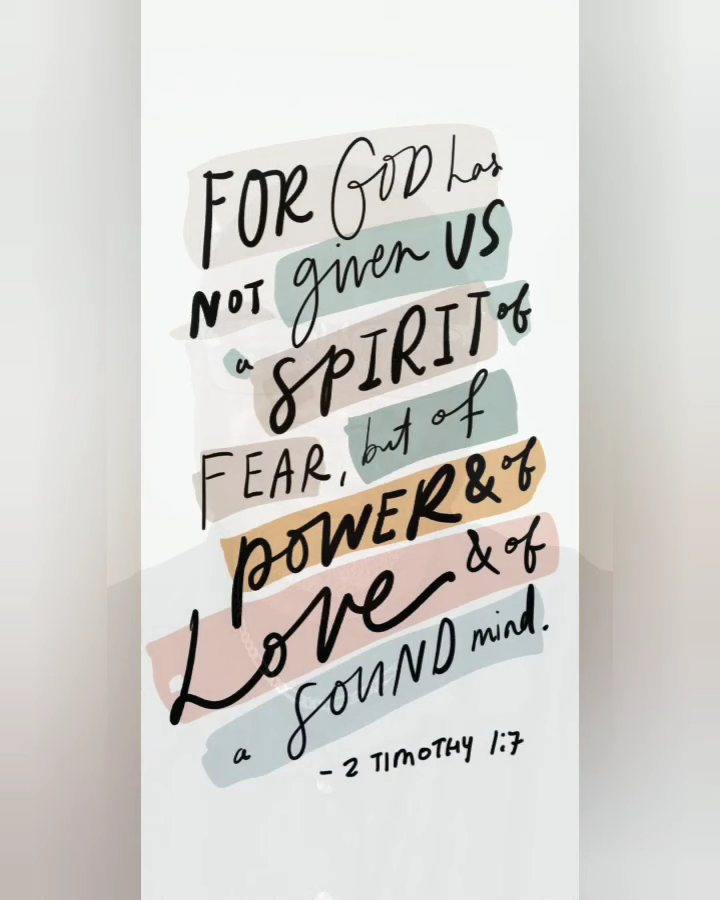 FOR GOD has
NOT given US
a SPIRIT of
FEAR, but of
POWER & of
Love & of
a SOUND mind.
- 2 TIMOTHY 1:7